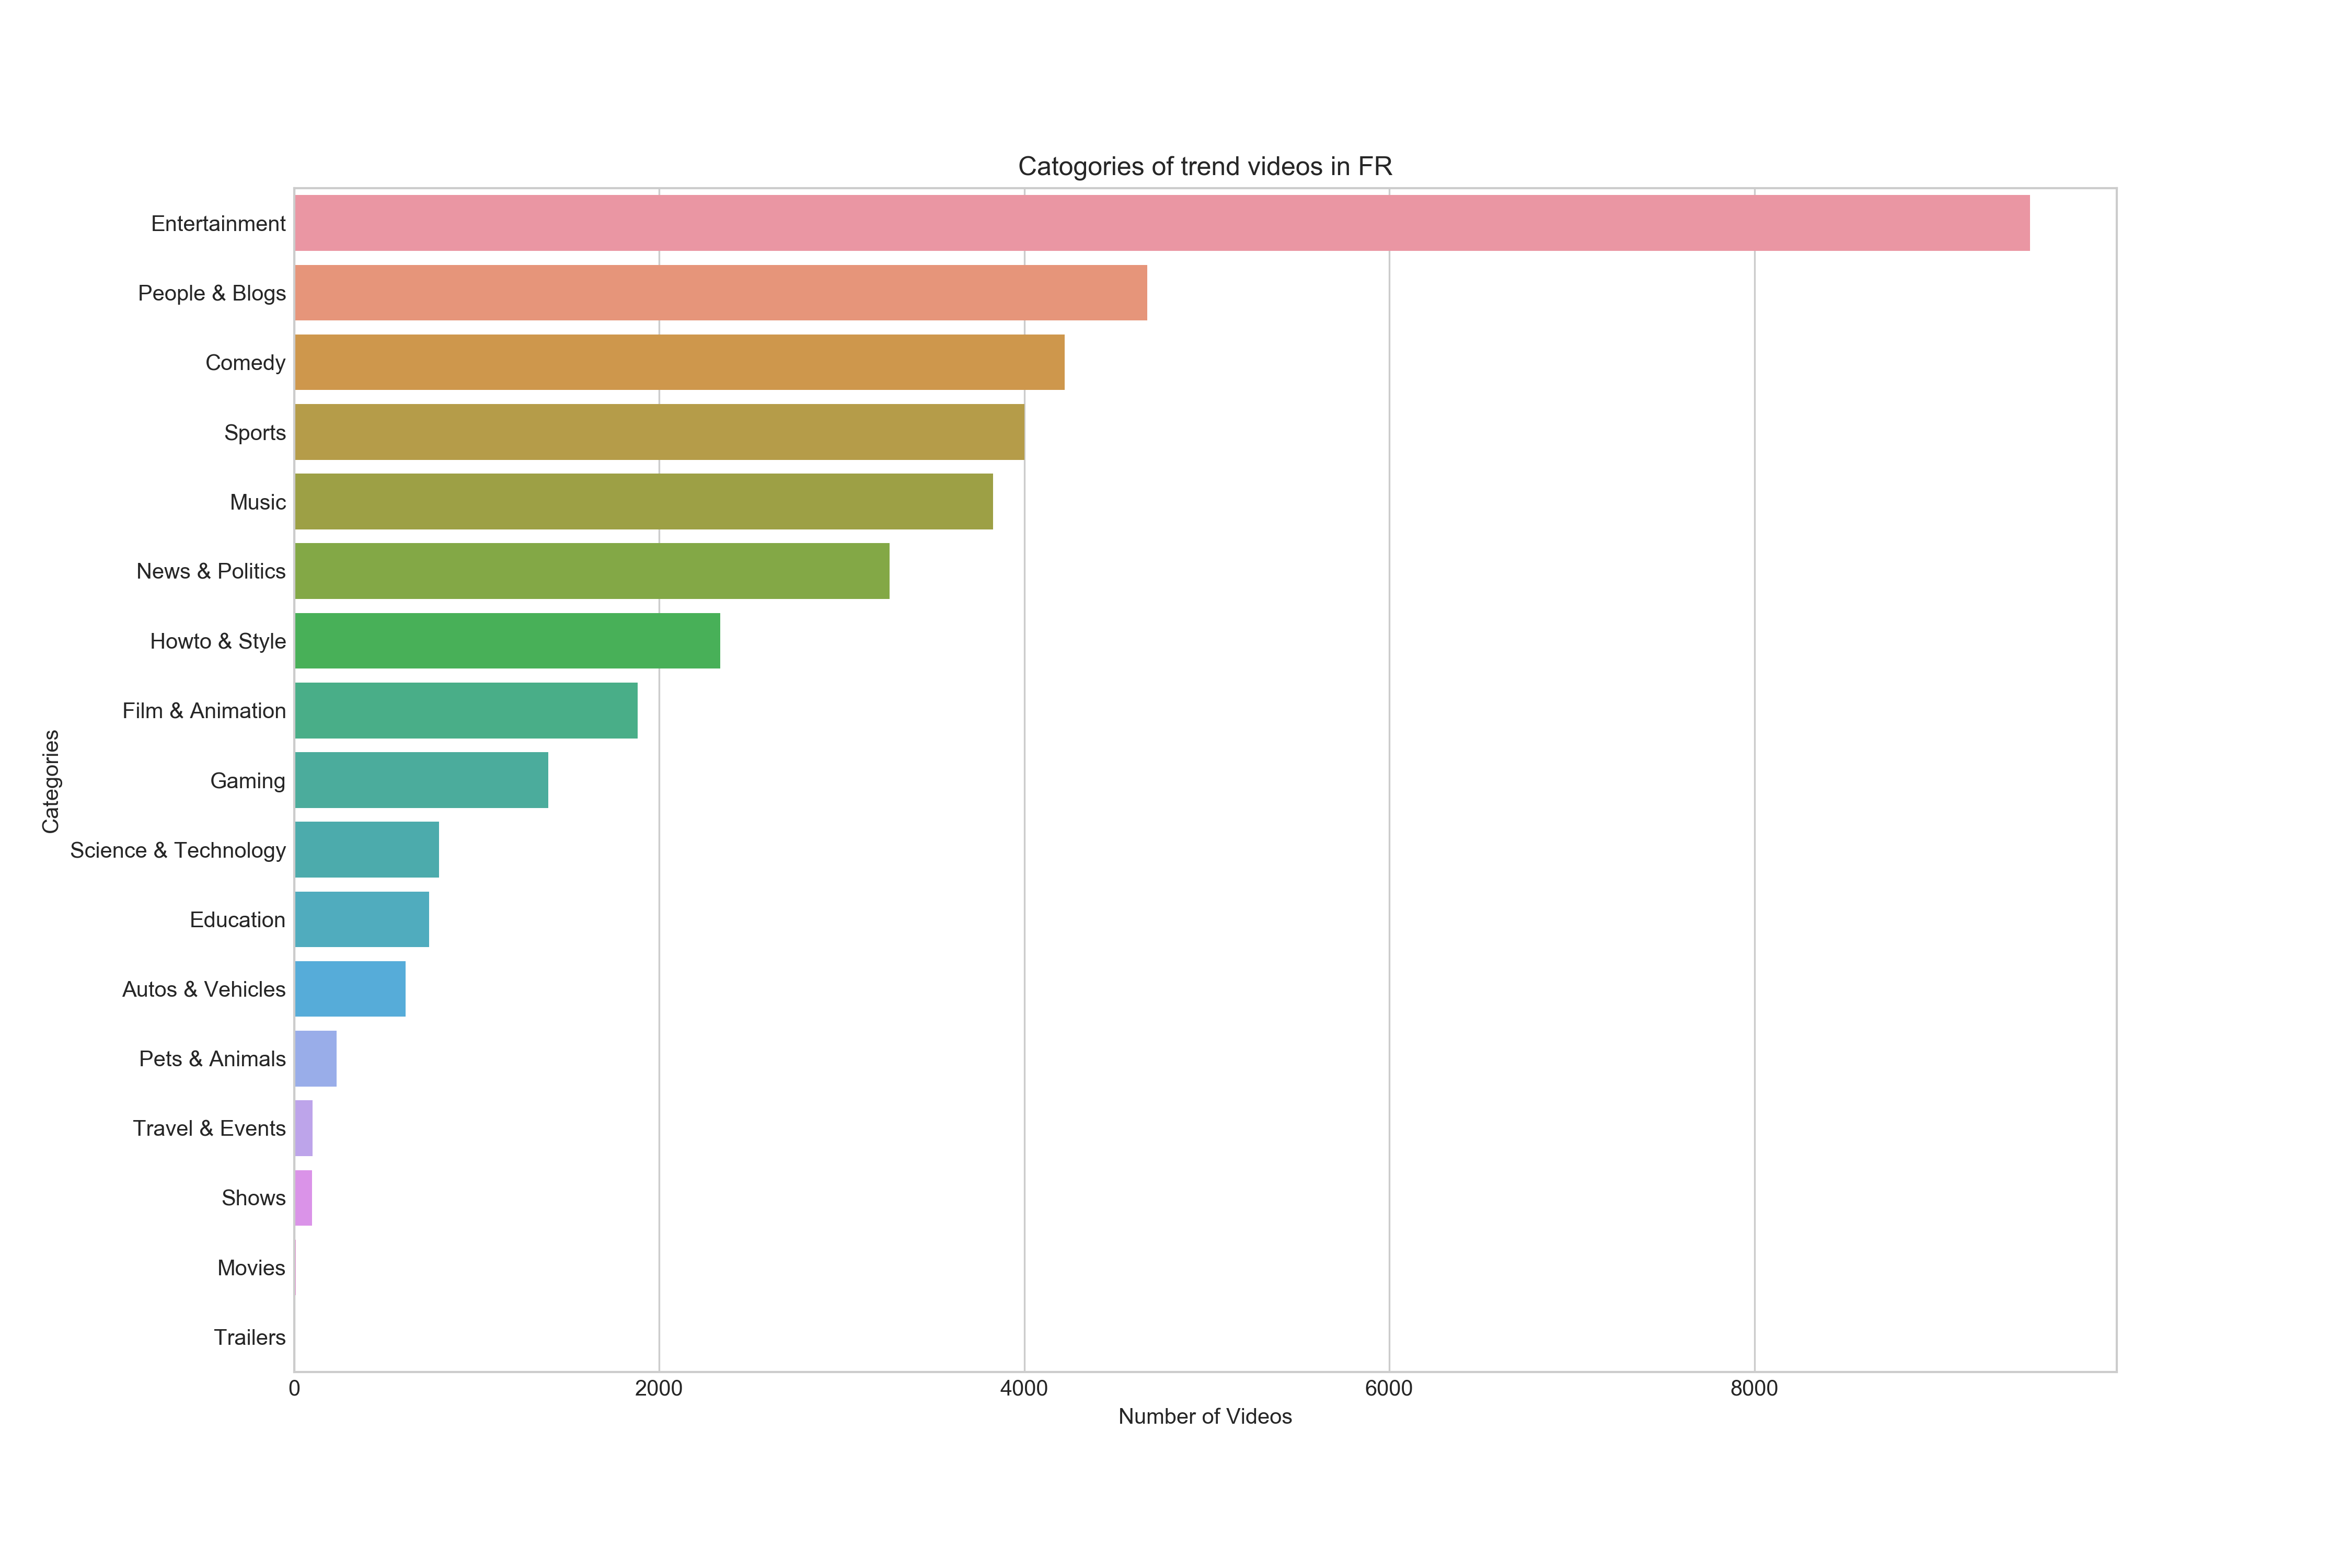 Catogories of trend videos in FR
Entertainment
People & Blogs
Comedy
Sports
Music
News & Politics
Howto & Style
Film & Animation
Gaming
Science & Technology
Education
Autos & Vehicles
Pets & Animals
Travel & Events
Shows
Movies
Trailers
Categories
0 2000 4000 6000 8000
Number of Videos